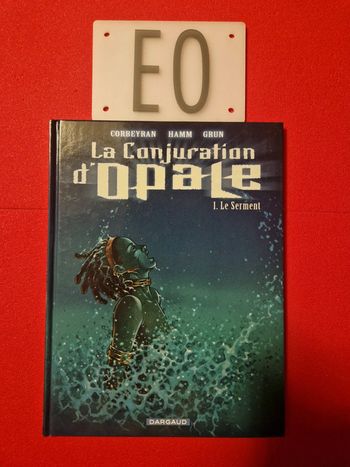 EO
CORBEYRAN HAMM GRUN
La Conjuration
d'Opale
1. Le Serment
DARGAUD